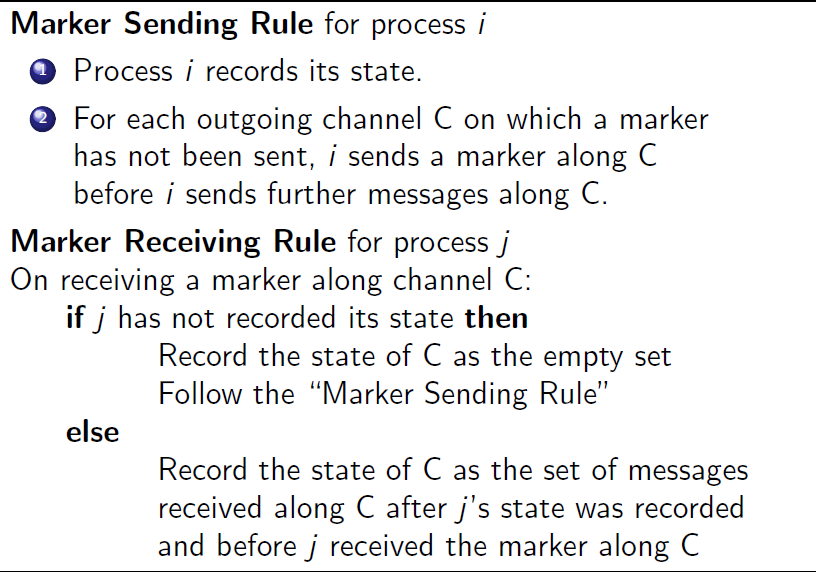 Marker Sending Rule for process i
1 Process i records its state.
2 For each outgoing channel C on which a marker
has not been sent, i sends a marker along C
before i sends further messages along C.
Marker Receiving Rule for process j
On receiving a marker along channel C:
if j has not recorded its state then
Record the state of C as the empty set
Follow the “Marker Sending Rule”
else
Record the state of C as the set of messages
received along C after j's state was recorded
and before j received the marker along C